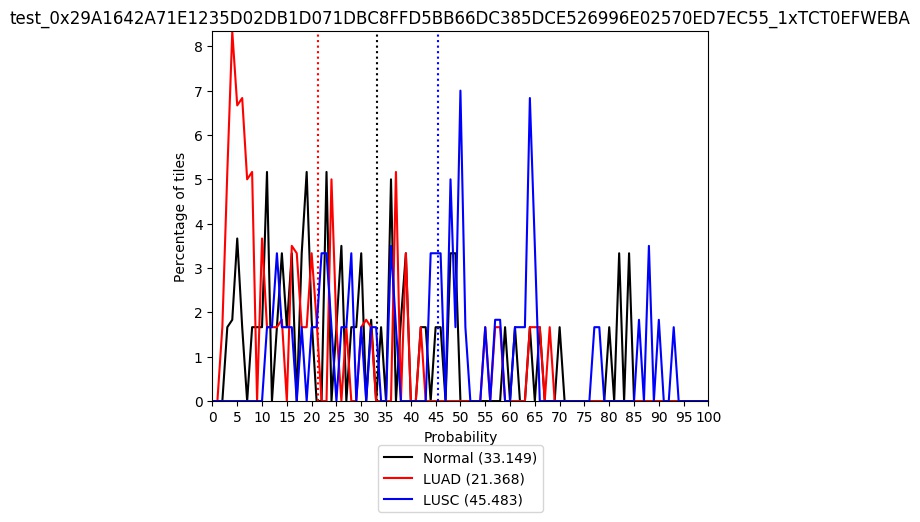 test_0x29A1642A71E1235D02DB1D071DBC8FFD5BB66DC385DCE526996E02570ED7EC55_1xTCT0EFWEBA
8
7
6
5
4
3
2
1
0
Percentage of tiles
0 5 10 15 20 25 30 35 40 45 50 55 60 65 70 75 80 85 90 95 100
Probability
Normal (33.149)
LUAD (21.368)
LUSC (45.483)